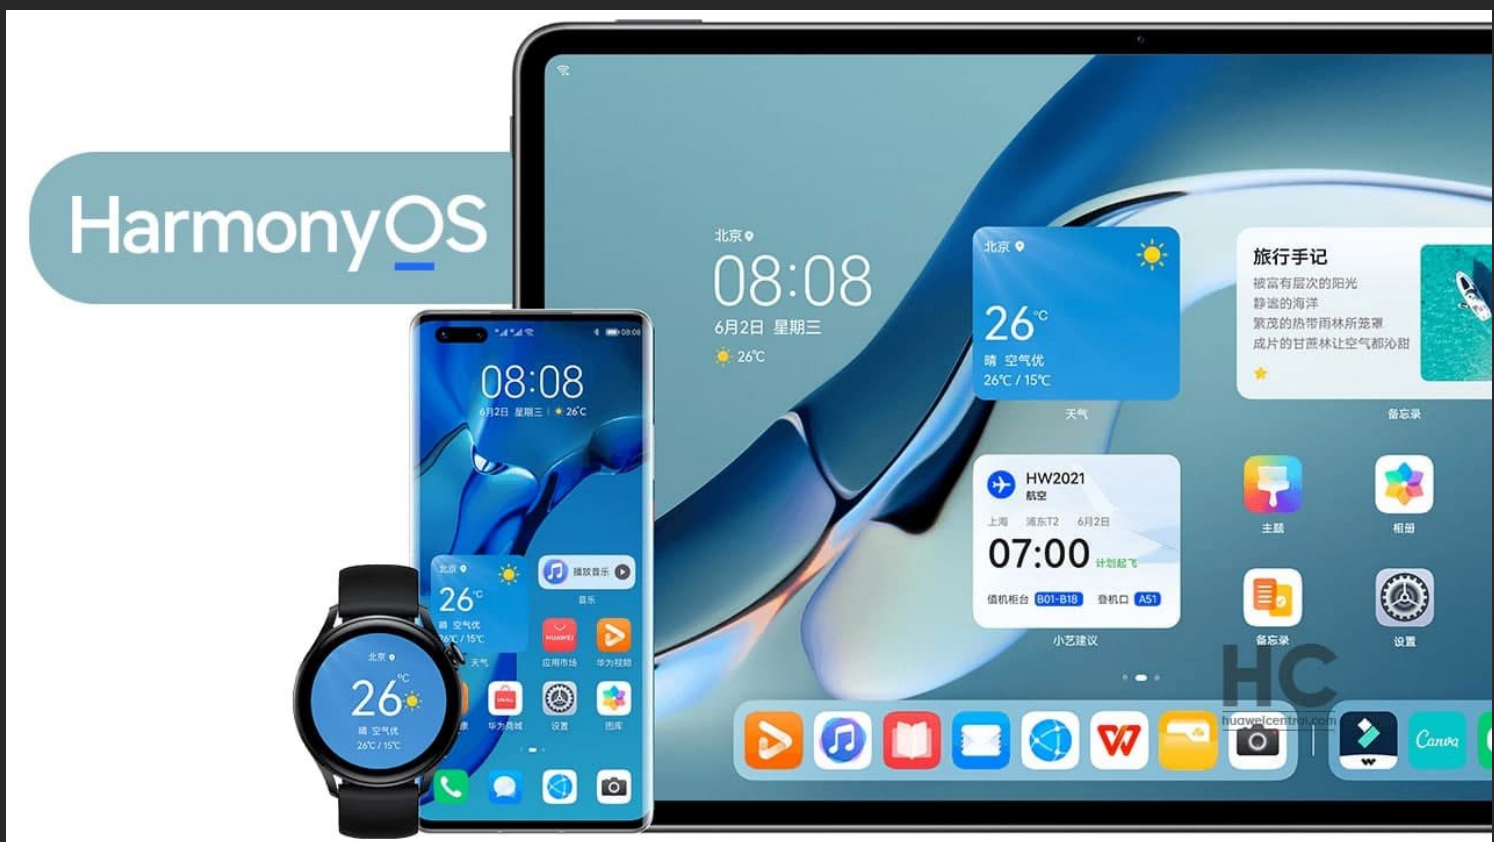 HarmonyOS
北京
08:08
6月2日 星期三
26℃
北京
26℃
晴 空气优
26℃ / 15℃
天气
旅行手记
被富有层次的阳光
静谧的海洋
繁茂的热带雨林所笼罩
成片的甘蔗林让空气都沁甜
备忘录
HW2021
航空
上海 浦东T2 6月2日
07:00 计划起飞
值机柜台 B01-B18 登机口 A51
小艺建议
主题
相册
备忘录
设置
HC
huaweicentral.com
Canva
08:08
08:08
6月2日 星期三 26℃
北京
26℃
晴 空气优
26℃ / 15℃
天气
播放音乐
音乐
HUAWEI
应用市场
华为视频
康
华为商城
设置
图库
北京
26℃
晴 空气优
26℃ / 15℃